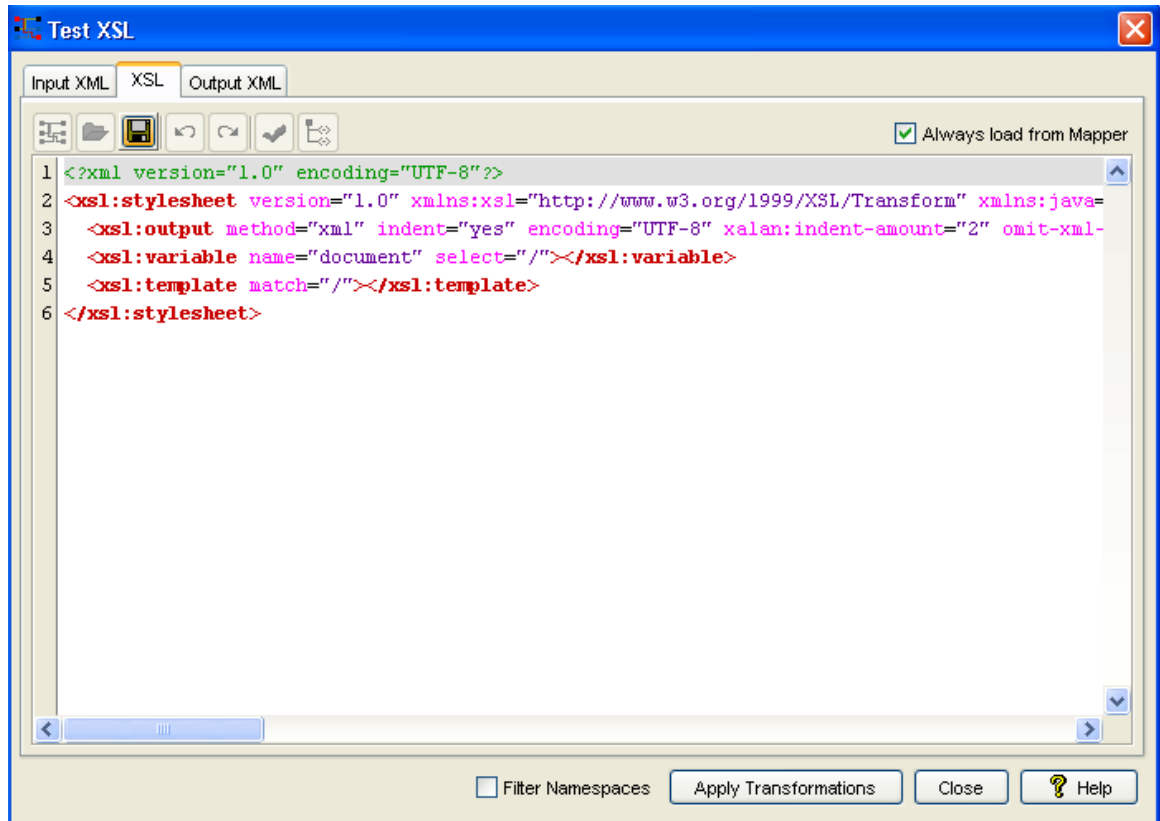 Test XSL
Input XML XSL Output XML
Always load from Mapper
1 <?xml version="1.0" encoding="UTF-8"?>
2 <xsl:stylesheet version="1.0" xmlns:xsl="http://www.w3.org/1999/XSL/Transform" xmlns:java=
3 <xsl:output method="xml" indent="yes" encoding="UTF-8" xalan:indent-amount="2" omit-xml-
4 <xsl:variable name="document" select="/"></xsl:variable>
5 <xsl:template match="/"></xsl:template>
6 </xsl:stylesheet>
Filter Namespaces Apply Transformations Close Help